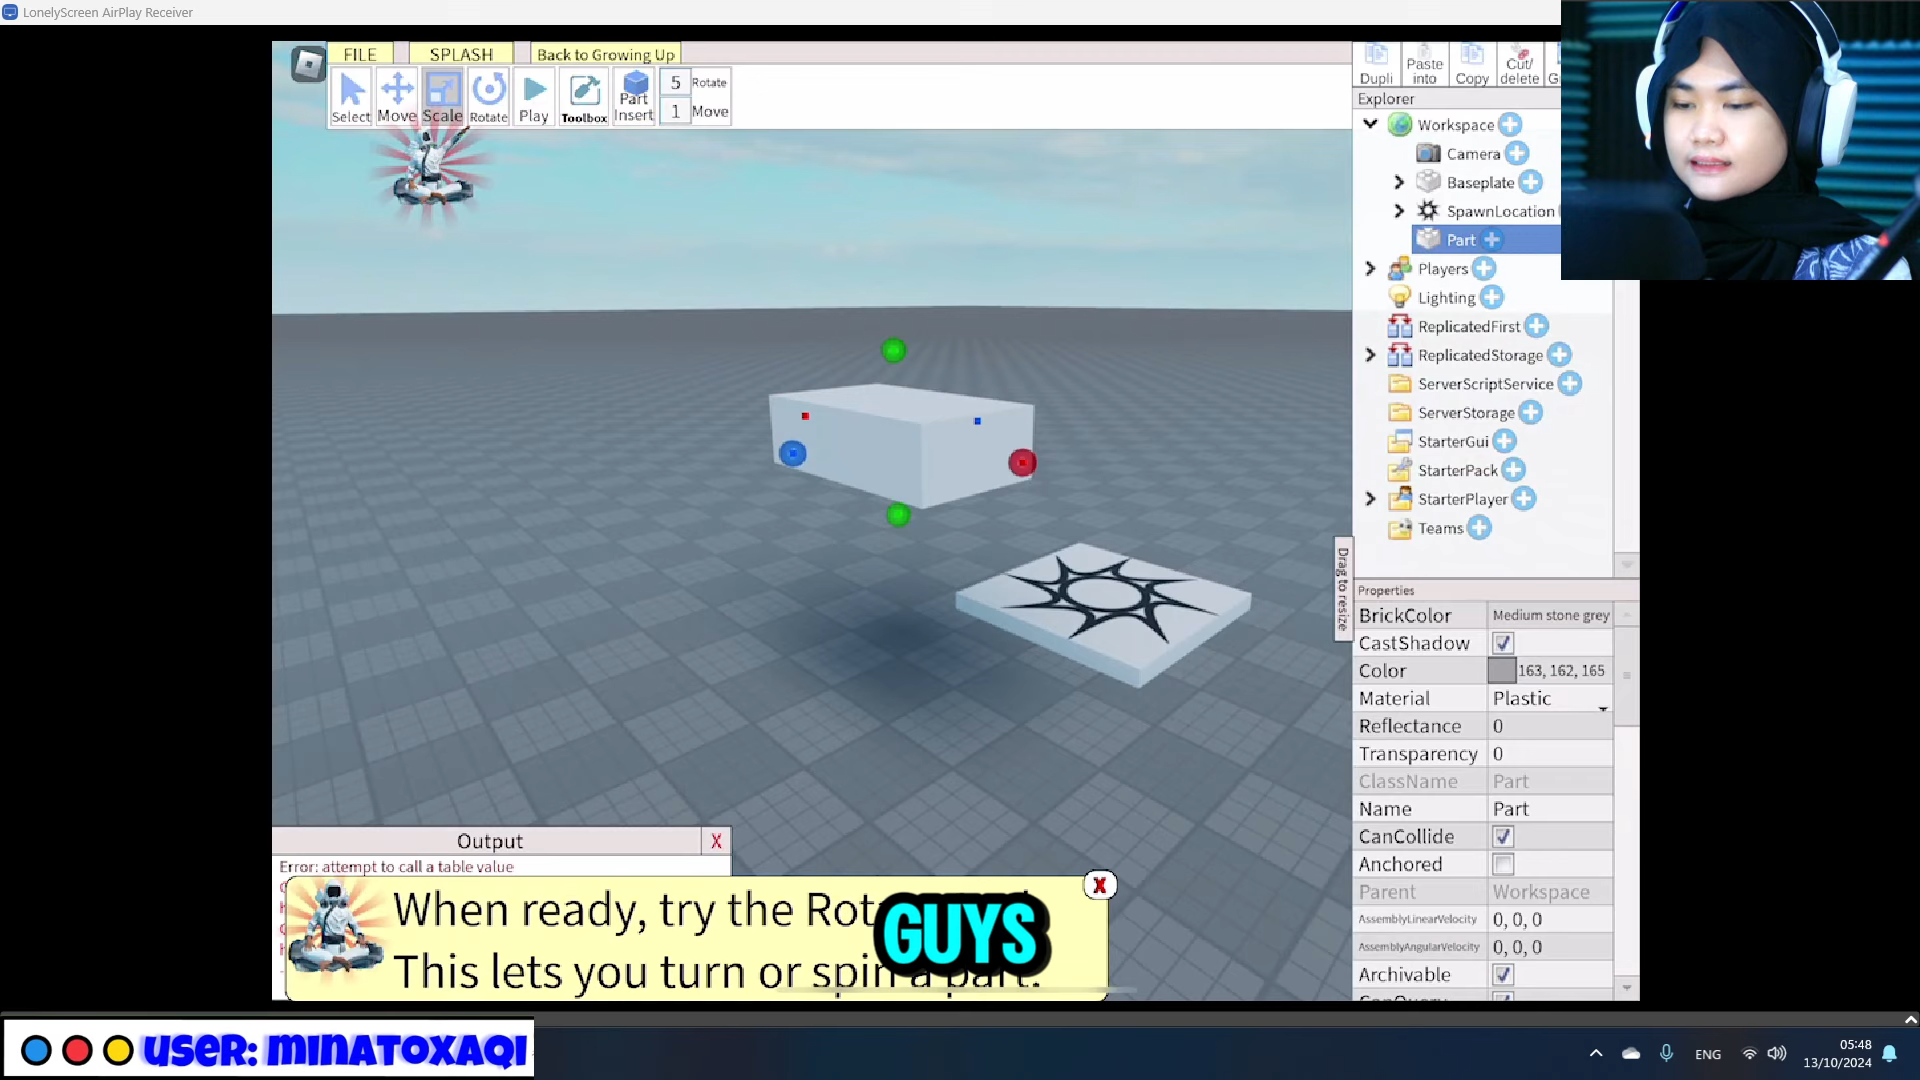 LonelyScreen AirPlay Receiver
FILE
SPLASH
Back to Growing Up
Select
Move
Scale
Rotate
Play
Toolbox
Part
Insert
5 Rotate
1 Move
Dupli
Paste
into
Copy
Cut/
delete
Explorer
Workspace
Camera
Baseplate
SpawnLocation
Part
Players
Lighting
ReplicatedFirst
ReplicatedStorage
ServerScriptService
ServerStorage
StarterGui
StarterPack
StarterPlayer
Teams
Drag to resize
Properties
BrickColor Medium stone grey
CastShadow
Color 163, 162, 165
Material Plastic
Reflectance 0
Transparency 0
ClassName Part
Name Part
CanCollide
Anchored
Parent Workspace
AssemblyLinearVelocity 0, 0, 0
AssemblyAngularVelocity 0, 0, 0
Archivable
Output X
Error: attempt to call a table value
When ready, try the
X
This lets you turn or spin a part.
GUYS
user: minatoxaqi
ENG
05:48
13/10/2024